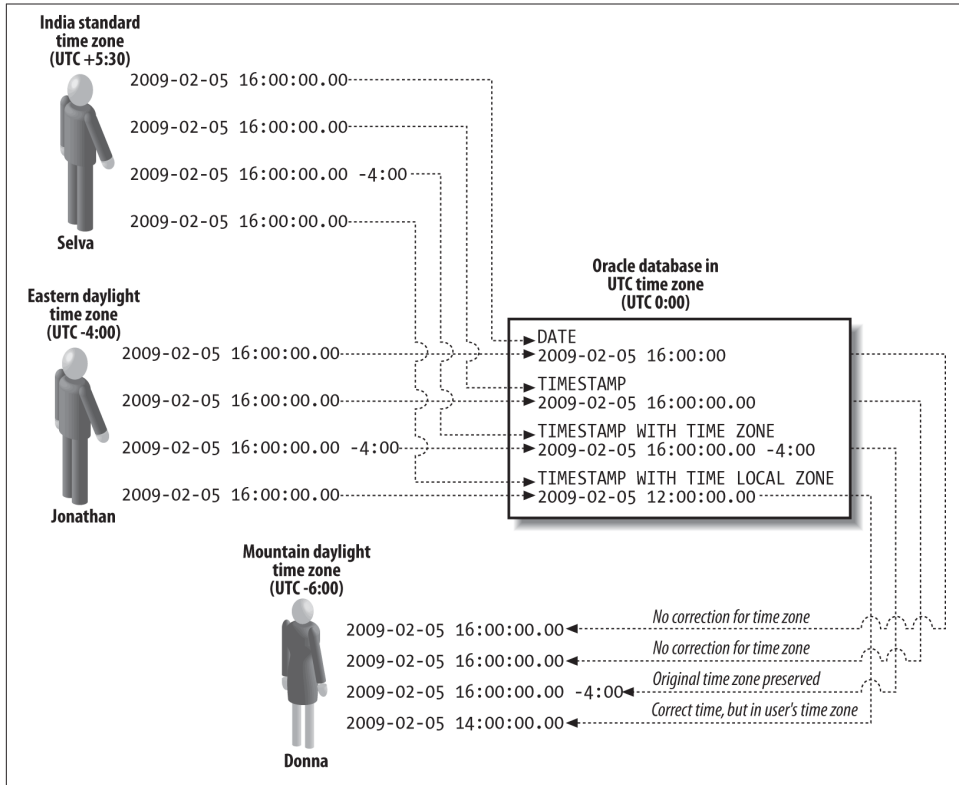 India standard
time zone
(UTC +5:30)
2009-02-05 16:00:00.00
2009-02-05 16:00:00.00
2009-02-05 16:00:00.00 -4:00
2009-02-05 16:00:00.00
Selva
Eastern daylight
time zone
(UTC -4:00)
2009-02-05 16:00:00.00
2009-02-05 16:00:00.00
2009-02-05 16:00:00.00 -4:00
2009-02-05 16:00:00.00
Jonathan
Oracle database in
UTC time zone
(UTC 0:00)
DATE
2009-02-05 16:00:00
TIMESTAMP
2009-02-05 16:00:00.00
TIMESTAMP WITH TIME ZONE
2009-02-05 16:00:00.00 -4:00
TIMESTAMP WITH TIME LOCAL ZONE
2009-02-05 12:00:00.00
Mountain daylight
time zone
(UTC -6:00)
2009-02-05 16:00:00.00 No correction for time zone
2009-02-05 16:00:00.00 No correction for time zone
2009-02-05 16:00:00.00 -4:00 Original time zone preserved
2009-02-05 14:00:00.00 Correct time, but in user's time zone
Donna